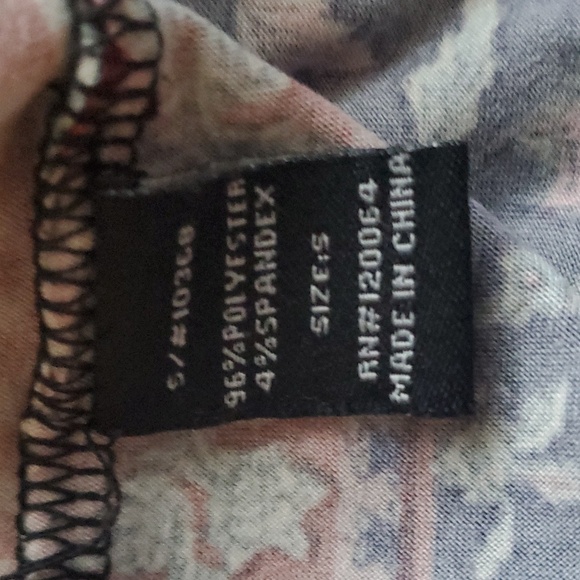 S/#10368
96%POLYESTER
4%SPANDEX
SIZE:S
RN#120064
MADE IN CHINA